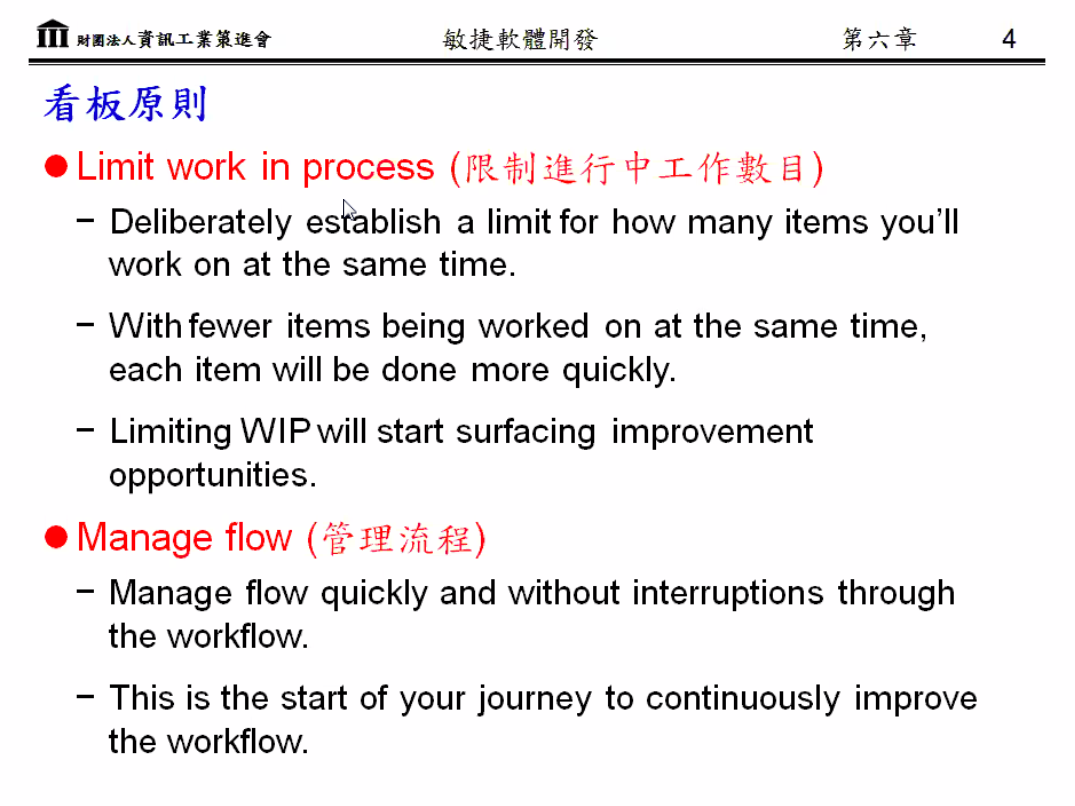 財團法人資訊工業策進會 敏捷軟體開發 第六章 4
看板原則
● Limit work in process (限制進行中工作數目)
− Deliberately establish a limit for how many items you’ll
work on at the same time.
− With fewer items being worked on at the same time,
each item will be done more quickly.
− Limiting WIP will start surfacing improvement
opportunities.
● Manage flow (管理流程)
− Manage flow quickly and without interruptions through
the workflow.
− This is the start of your journey to continuously improve
the workflow.